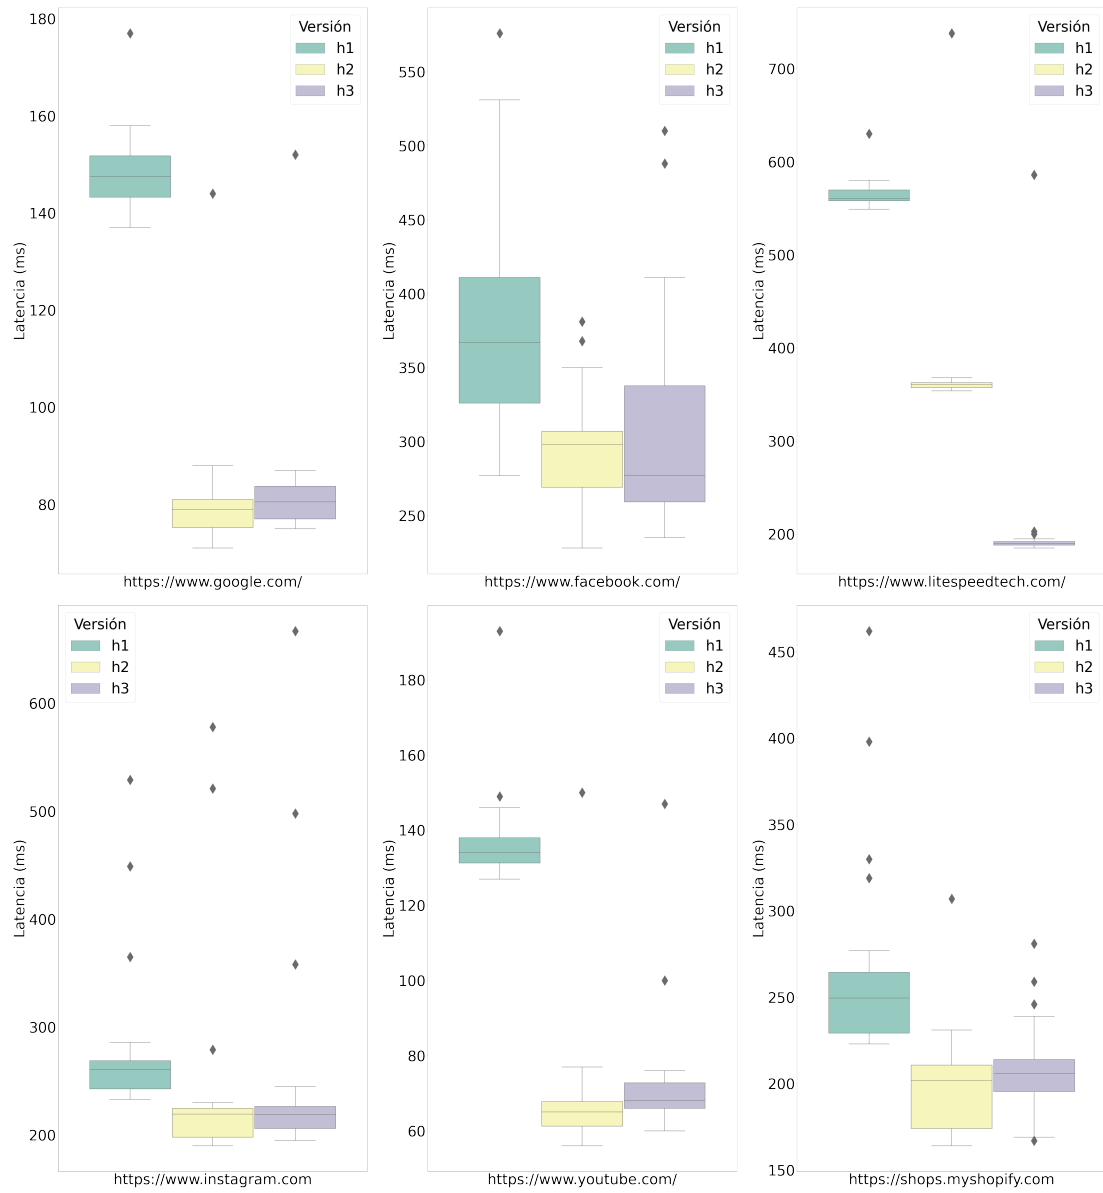 Versión
h1
h2
h3
180
160
140
120
100
80
Latencia (ms)
https://www.google.com/
Versión
h1
h2
h3
550
500
450
400
350
300
250
Latencia (ms)
https://www.facebook.com/
Versión
h1
h2
h3
700
600
500
400
300
200
Latencia (ms)
https://www.litespeedtech.com/
Versión
h1
h2
h3
600
500
400
300
200
Latencia (ms)
https://www.instagram.com
Versión
h1
h2
h3
180
160
140
120
100
80
60
Latencia (ms)
https://www.youtube.com/
Versión
h1
h2
h3
450
400
350
300
250
200
150
Latencia (ms)
https://shops.myshopify.com